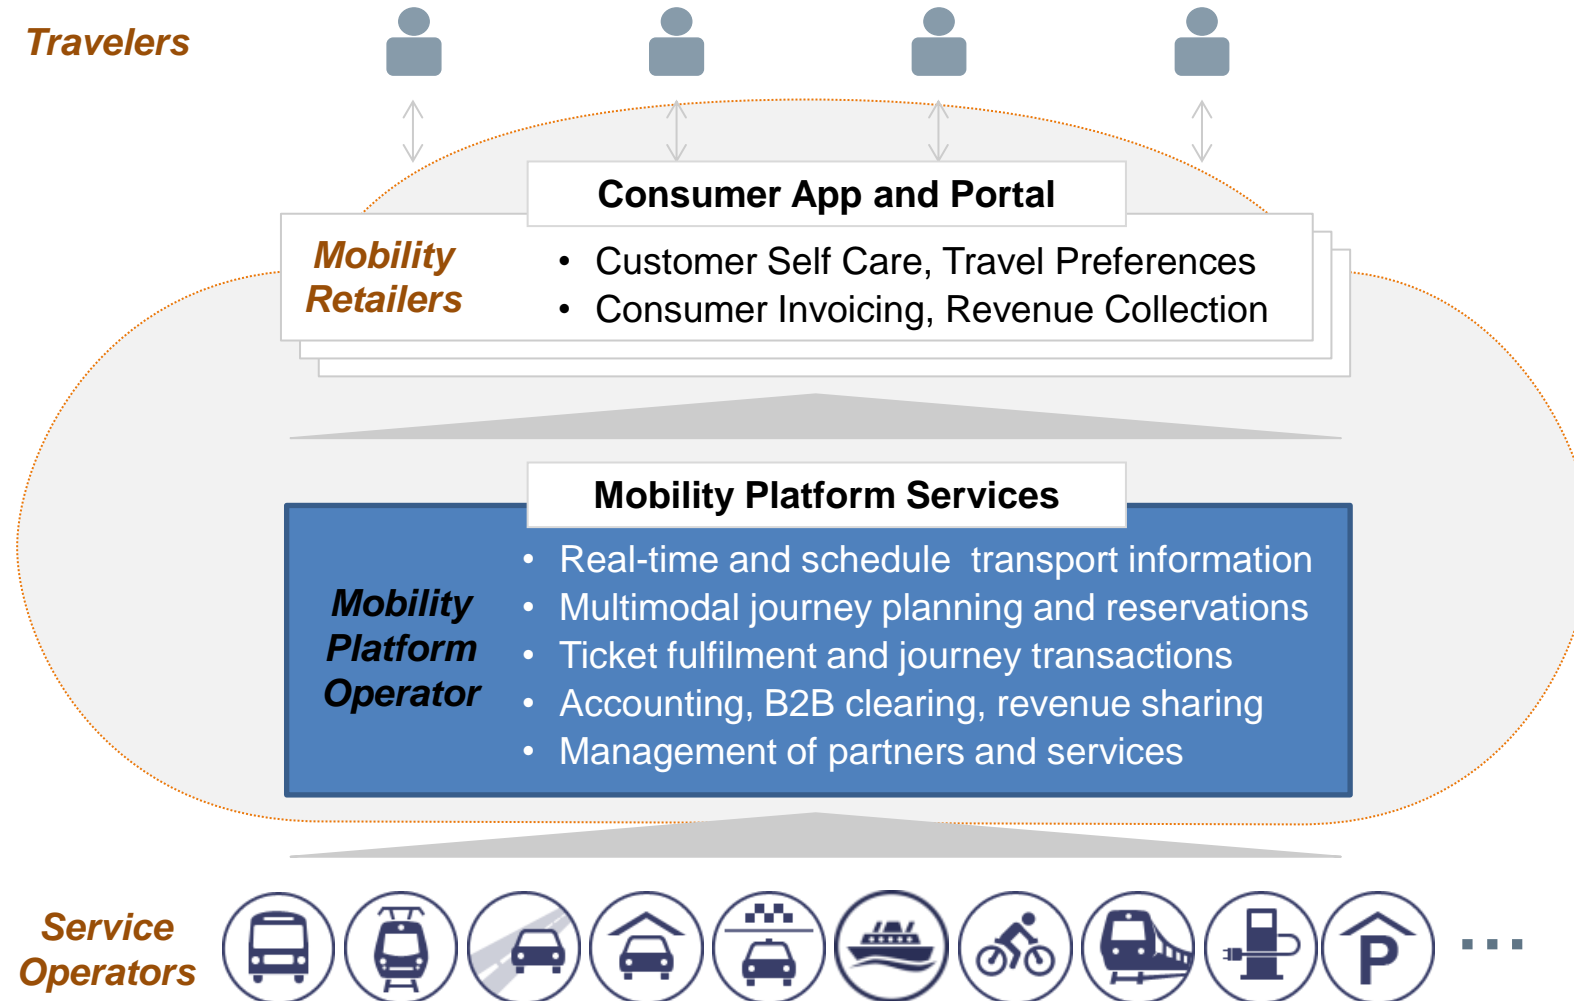 Travelers
Consumer App and Portal
Mobility
Retailers
• Customer Self Care, Travel Preferences
• Consumer Invoicing, Revenue Collection
Mobility Platform Services
Mobility
Platform
Operator
• Real-time and schedule  transport information
• Multimodal journey planning and reservations
• Ticket fulfilment and journey transactions
• Accounting, B2B clearing, revenue sharing
• Management of partners and services
Service
Operators
P
...